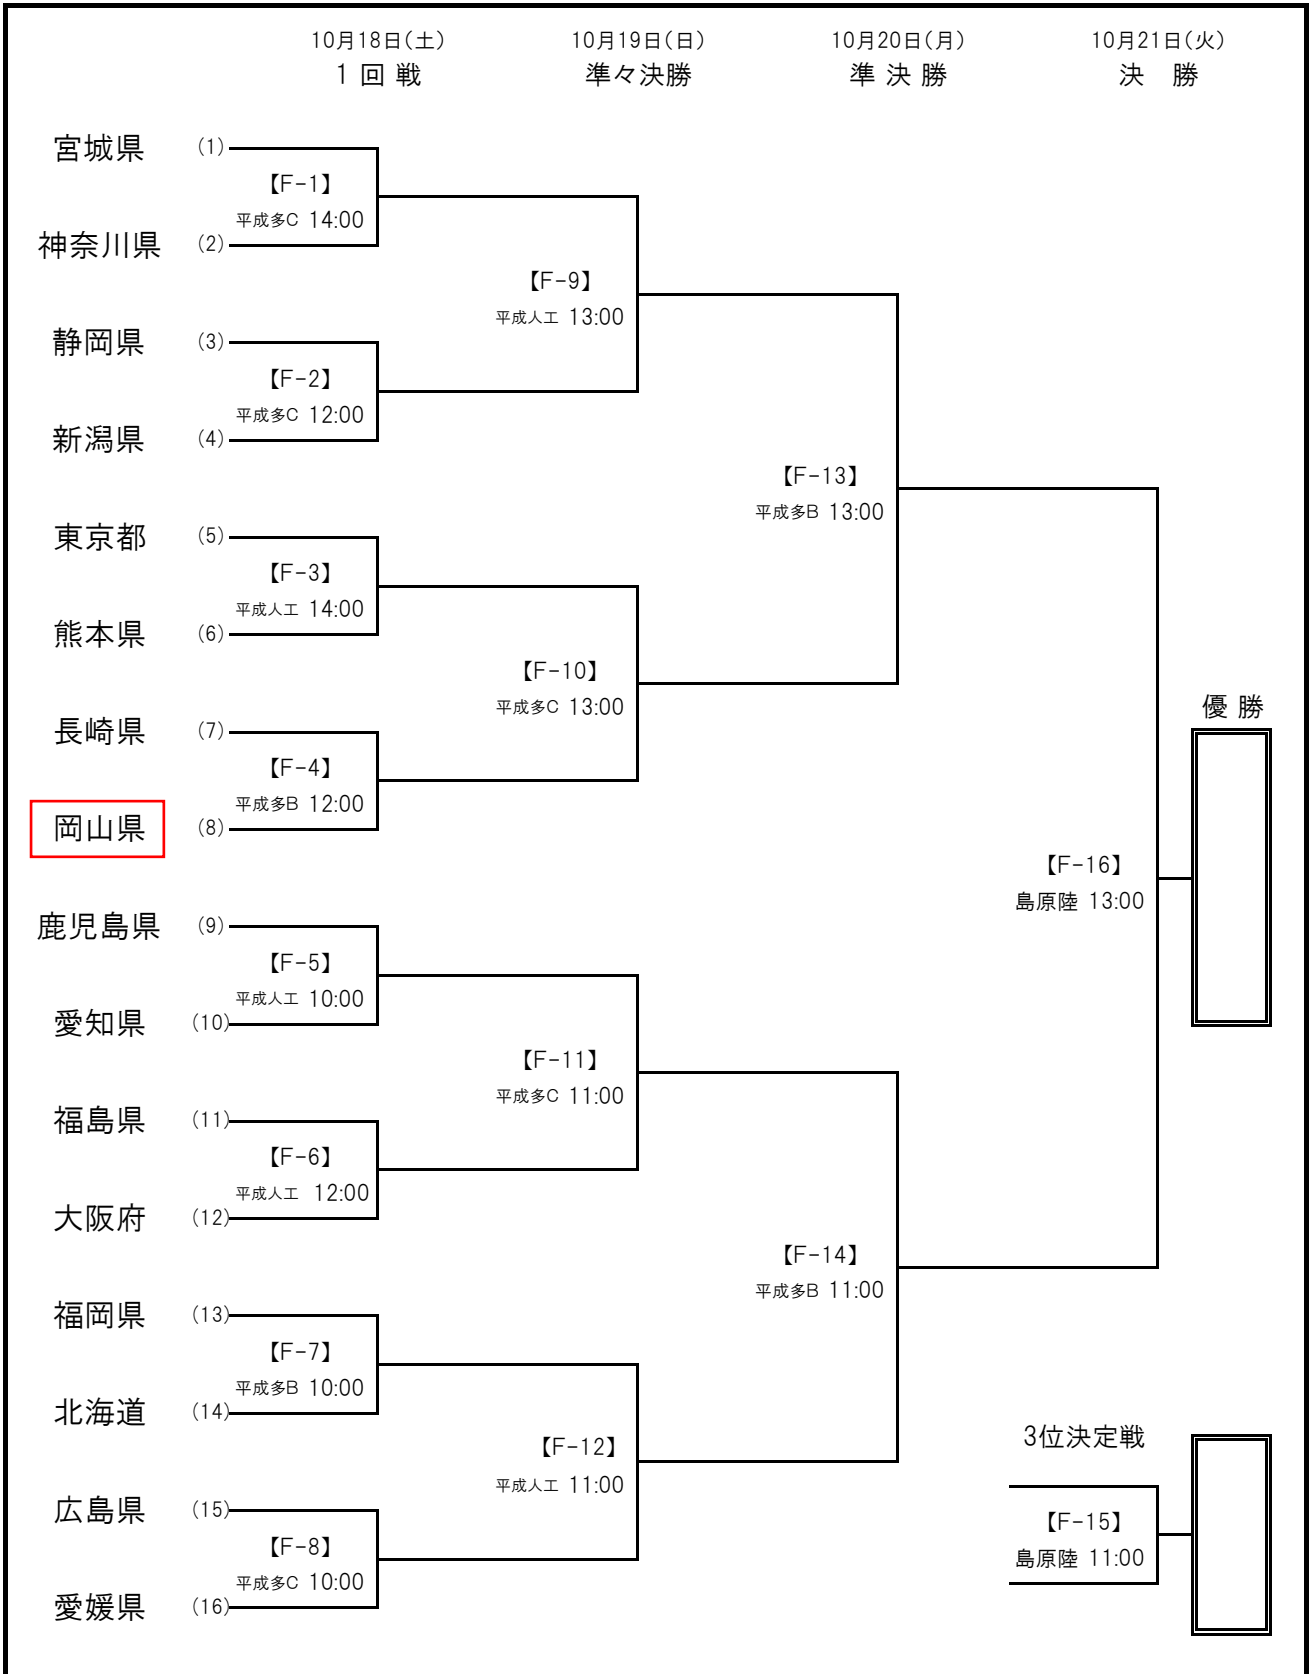 10月18日(土) 10月19日(日) 10月20日(月) 10月21日(火)
1 回 戦 準々決勝 準 決 勝 決 勝
宮城県 (1)
【F-1】
平成多C 14:00
神奈川県 (2)
【F-9】
平成人工 13:00
静岡県 (3)
【F-2】
平成多C 12:00
新潟県 (4)
【F-13】
平成多B 13:00
東京都 (5)
【F-3】
平成人工 14:00
熊本県 (6)
【F-10】
平成多C 13:00
優 勝
長崎県 (7)
【F-4】
平成多B 12:00
岡山県 (8)
【F-16】
島原陸 13:00
鹿児島県 (9)
【F-5】
平成人工 10:00
愛知県 (10)
【F-11】
平成多C 11:00
福島県 (11)
【F-6】
平成人工 12:00
大阪府 (12)
【F-14】
平成多B 11:00
福岡県 (13)
【F-7】
平成多B 10:00
北海道 (14)
3位決定戦
【F-12】
平成人工 11:00
広島県 (15)
【F-15】
島原陸 11:00
【F-8】
平成多C 10:00
愛媛県 (16)